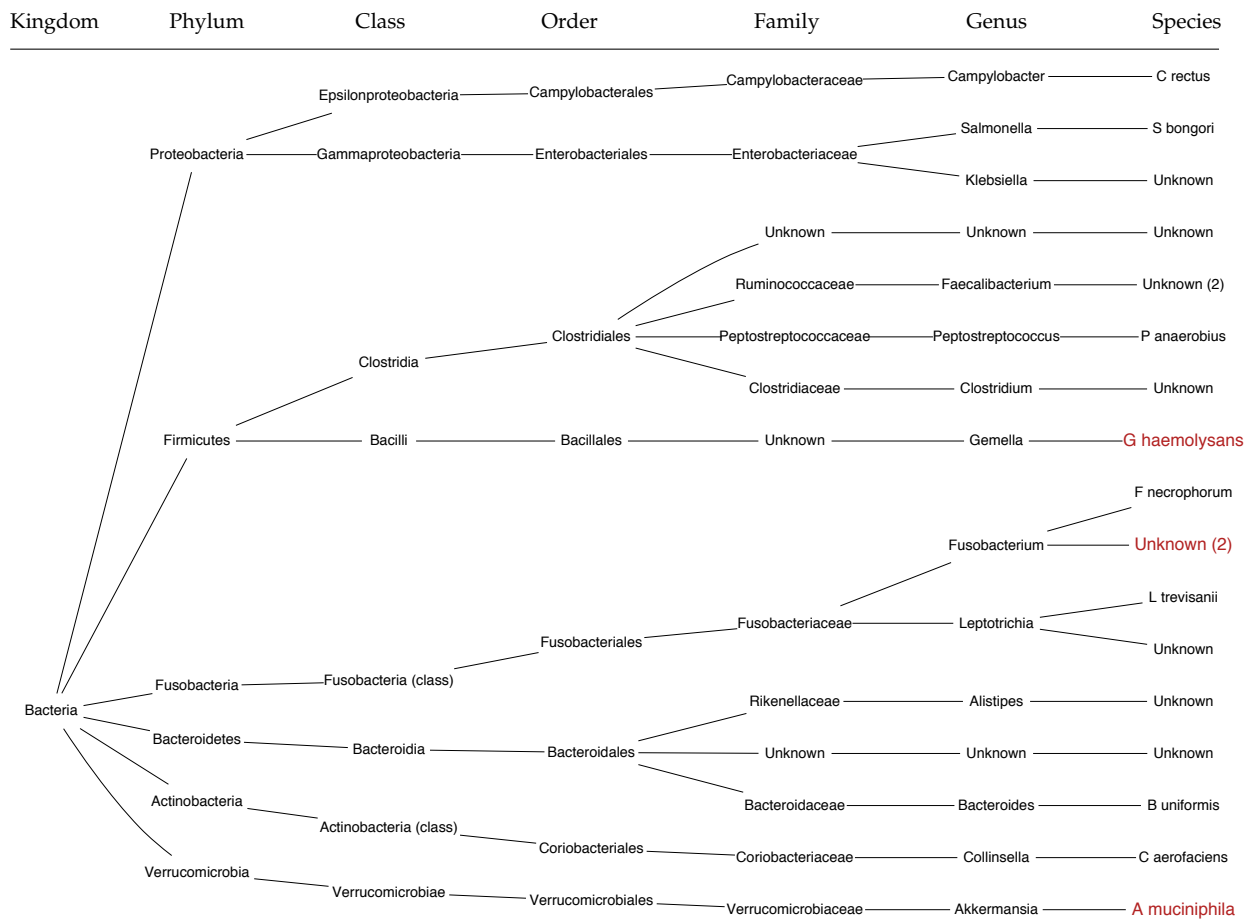 Kingdom Phylum Class Order Family Genus Species
Campylobacteraceae Campylobacter C rectus
Epsilonproteobacteria Campylobacterales
Salmonella S bongori
Proteobacteria Gammaproteobacteria Enterobacteriales Enterobacteriaceae
Klebsiella Unknown
Unknown Unknown Unknown
Ruminococcaceae Faecalibacterium Unknown (2)
Clostridiales Peptostreptococcaceae Peptostreptococcus P anaerobius
Clostridia
Clostridiaceae Clostridium Unknown
Firmicutes Bacilli Bacillales Unknown Gemella G haemolysans
F necrophorum
Fusobacterium Unknown (2)
L trevisanii
Fusobacteriaceae Leptotrichia
Fusobacteriales
Unknown
Fusobacteria Fusobacteria (class)
Rikenellaceae Alistipes Unknown
Bacteria
Bacteroidetes Bacteroidia Bacteroidales Unknown Unknown Unknown
Actinobacteria
Bacteroidaceae Bacteroides B uniformis
Actinobacteria (class)
Coriobacteriales Coriobacteriaceae Collinsella C aerofaciens
Verrucomicrobia
Verrucomicrobiae Verrucomicrobiales
Verrucomicrobiaceae Akkermansia A muciniphila